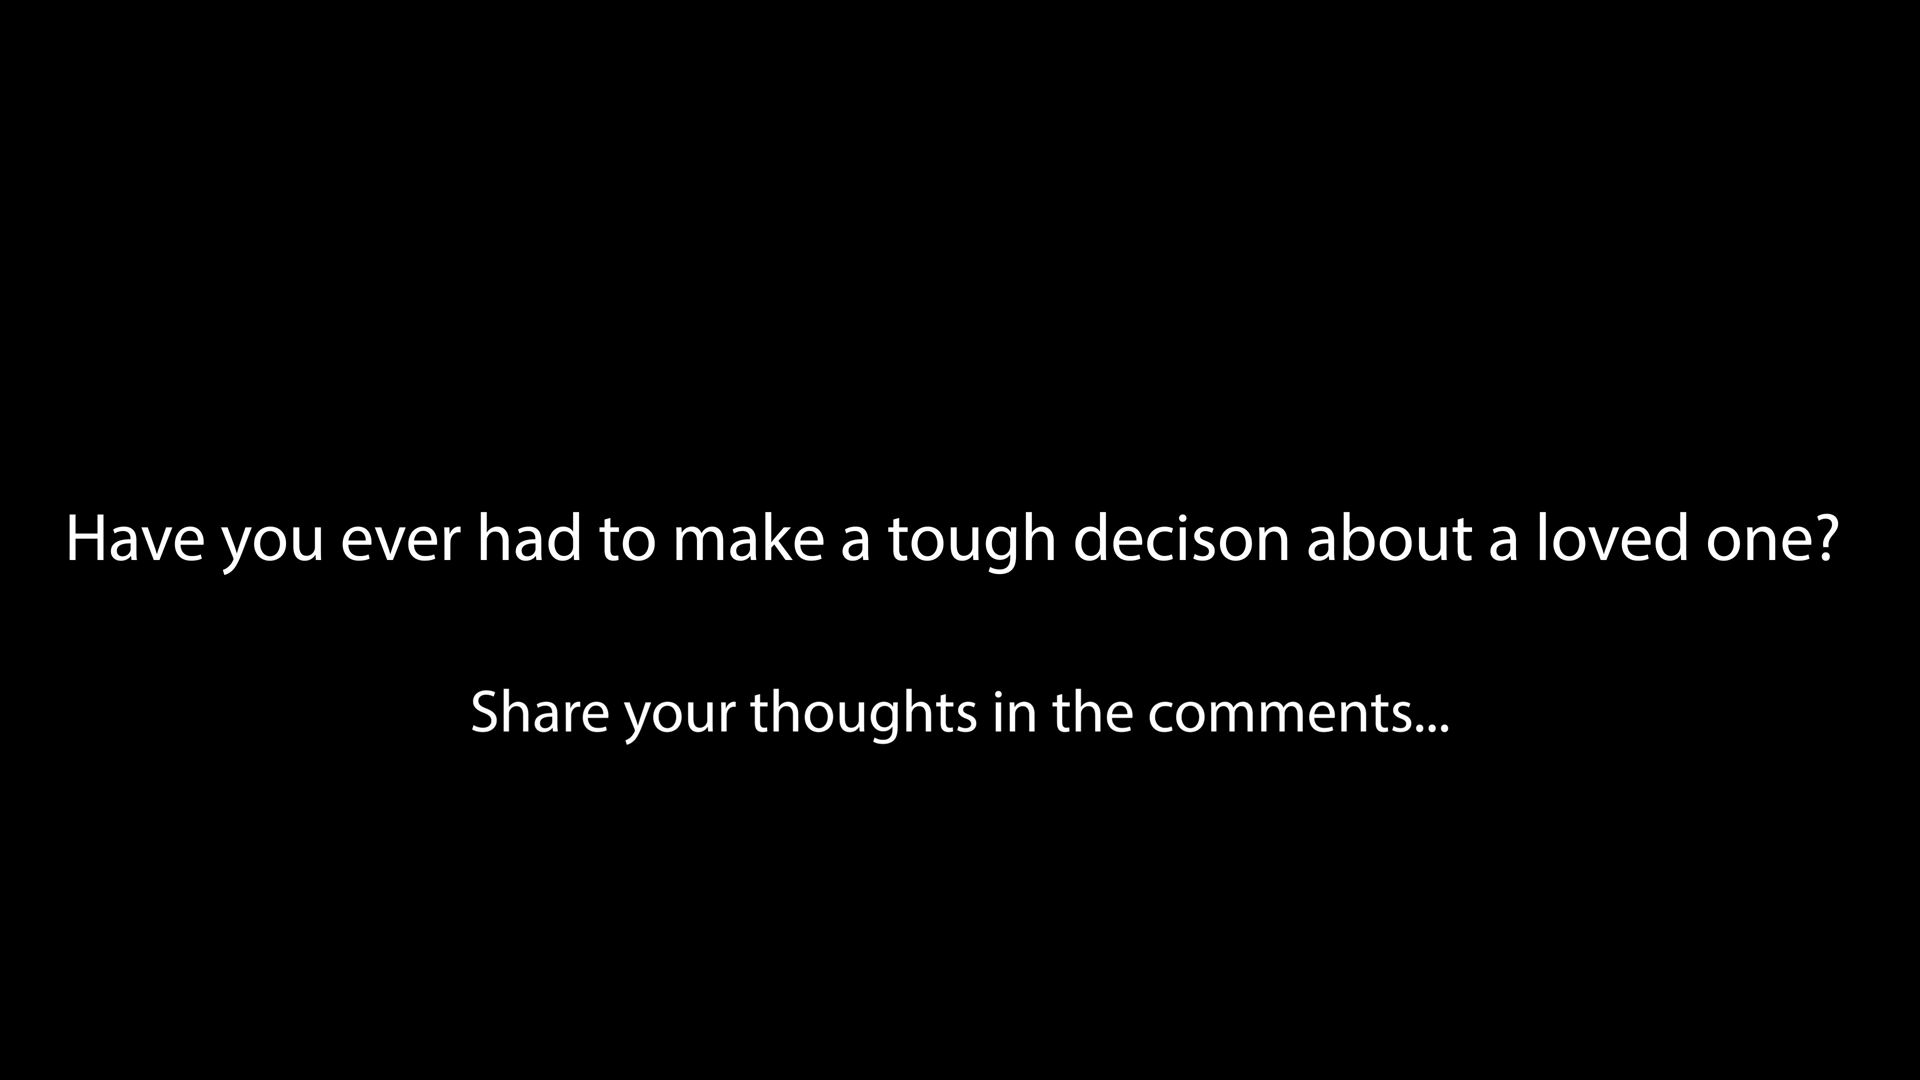 Have you ever had to make a tough decison about a loved one?
Share your thoughts in the comments...